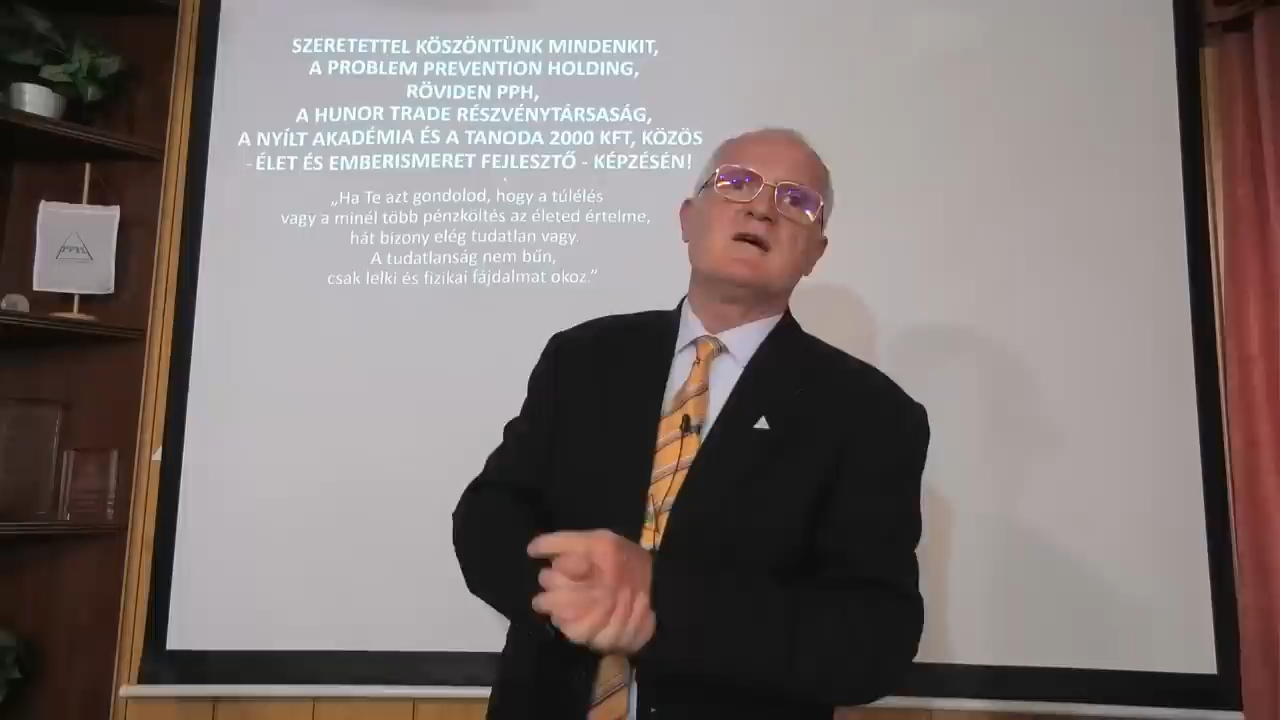 SZERETETTEL KÖSZÖNTÜNK MINDENKIT,
A PROBLEM PREVENTION HOLDING,
RÖVIDEN PPH,
A HUNOR TRADE RÉSZVÉNYTÁRSASÁG,
A NYÍLT AKADÉMIA ÉS A TANODA 2000 KFT, KÖZÖS
- ÉLET ÉS EMBERISMERET FEJLESZTŐ - KÉPZÉSÉN!
„Ha Te azt gondolod, hogy a túlélés
vagy a minél több pénzköltés az életed értelme,
hát bizony elég tudatlan vagy.
A tudatlanság nem bűn,
csak lelki és fizikai fájdalmat okoz.”